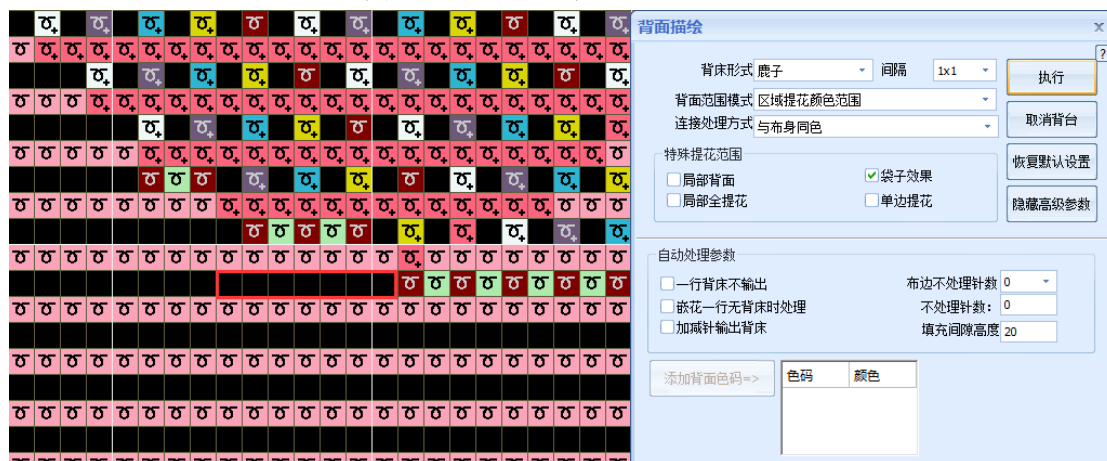 背面描绘 x
?
背床形式 鹿子 间隔 1x1 执行
背面范围模式 区域提花颜色范围
连接处理方式 与布身同色 取消背台
特殊提花范围 恢复默认设置
局部背面 袋子效果
局部全提花 单边提花 隐藏高级参数
自动处理参数
一行背床不输出 布边不处理针数 0
嵌花一行无背床时处理 不处理针数: 0
加减针输出背床 填充间隙高度 20
添加背面色码=> 色码 颜色